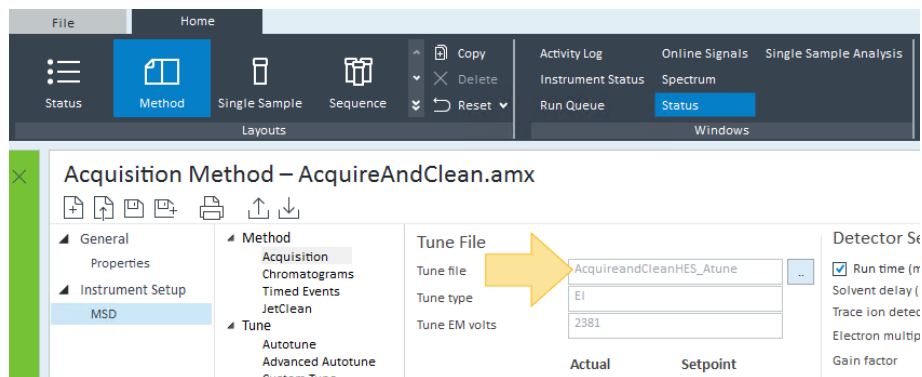 File Home
Status Method Single Sample Sequence
Copy
Delete
Reset
Layouts
Activity Log Online Signals Single Sample Analysis
Instrument Status Spectrum
Run Queue Status
Windows
Acquisition Method – AcquireAndClean.amx
General
Properties
Instrument Setup
MSD
Method
Acquisition
Chromatograms
Timed Events
JetClean
Tune
Autotune
Advanced Autotune
Tune File
Tune file AcquireandCleanHES_Atune ..
Tune type EI
Tune EM volts 2381
Actual Setpoint
Detector Se
Run time (m
Solvent delay (
Trace ion detec
Electron multip
Gain factor